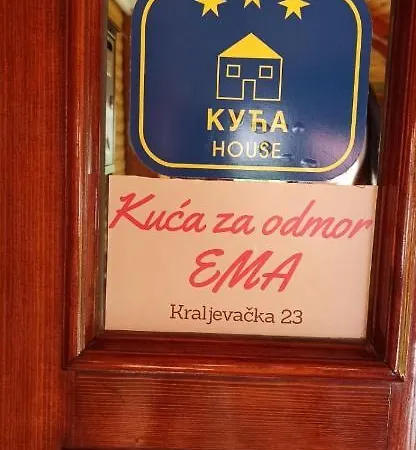 КУЋА
HOUSE
Kuća za odmor
EMA
Kraljevačka 23